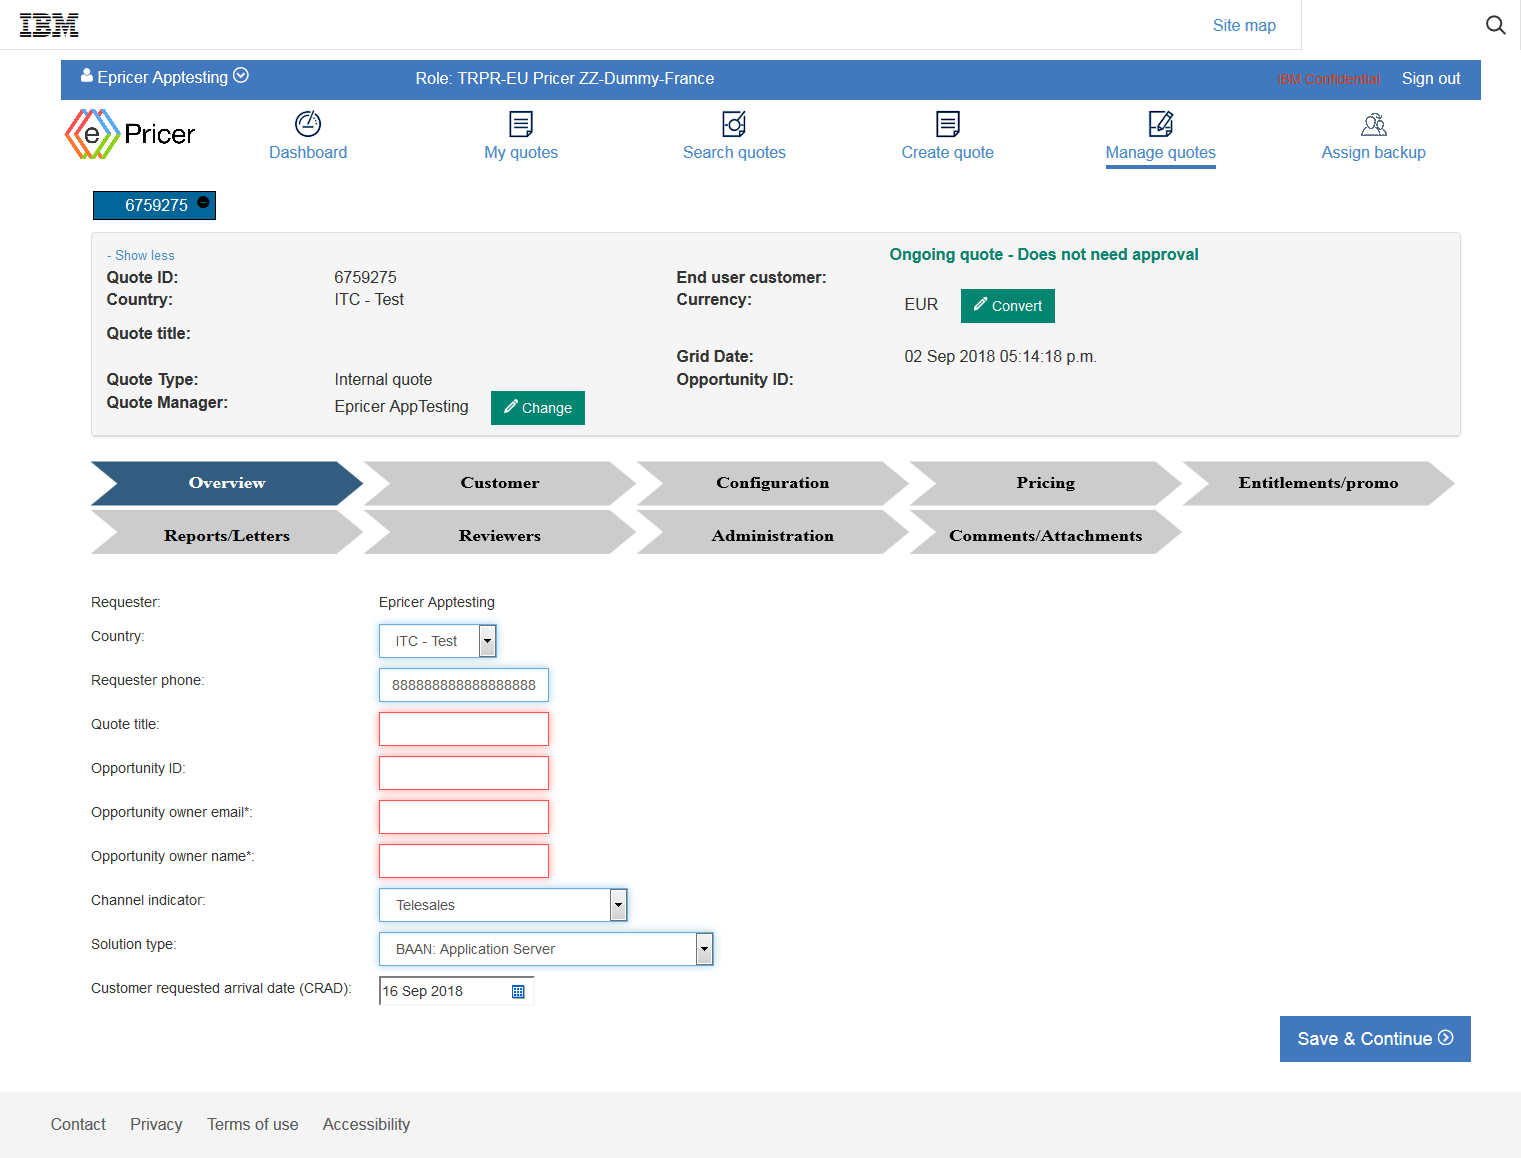 IBM
Site map
Epricer Apptesting
Role: TRPR-EU Pricer ZZ-Dummy-France
IBM Confidential
Sign out
e Pricer
Dashboard
My quotes
Search quotes
Create quote
Manage quotes
Assign backup
6759275
- Show less
Ongoing quote - Does not need approval
Quote ID: 6759275
End user customer:
Country: ITC - Test
Currency: EUR Convert
Quote title:
Grid Date: 02 Sep 2018 05:14:18 p.m.
Quote Type: Internal quote
Opportunity ID:
Quote Manager: Epricer AppTesting Change
Overview
Customer
Configuration
Pricing
Entitlements/promo
Reports/Letters
Reviewers
Administration
Comments/Attachments
Requester: Epricer Apptesting
Country: ITC - Test
Requester phone: 888888888888888888
Quote title:
Opportunity ID:
Opportunity owner email*:
Opportunity owner name*:
Channel indicator: Telesales
Solution type: BAAN: Application Server
Customer requested arrival date (CRAD): 16 Sep 2018
Save & Continue
Contact
Privacy
Terms of use
Accessibility